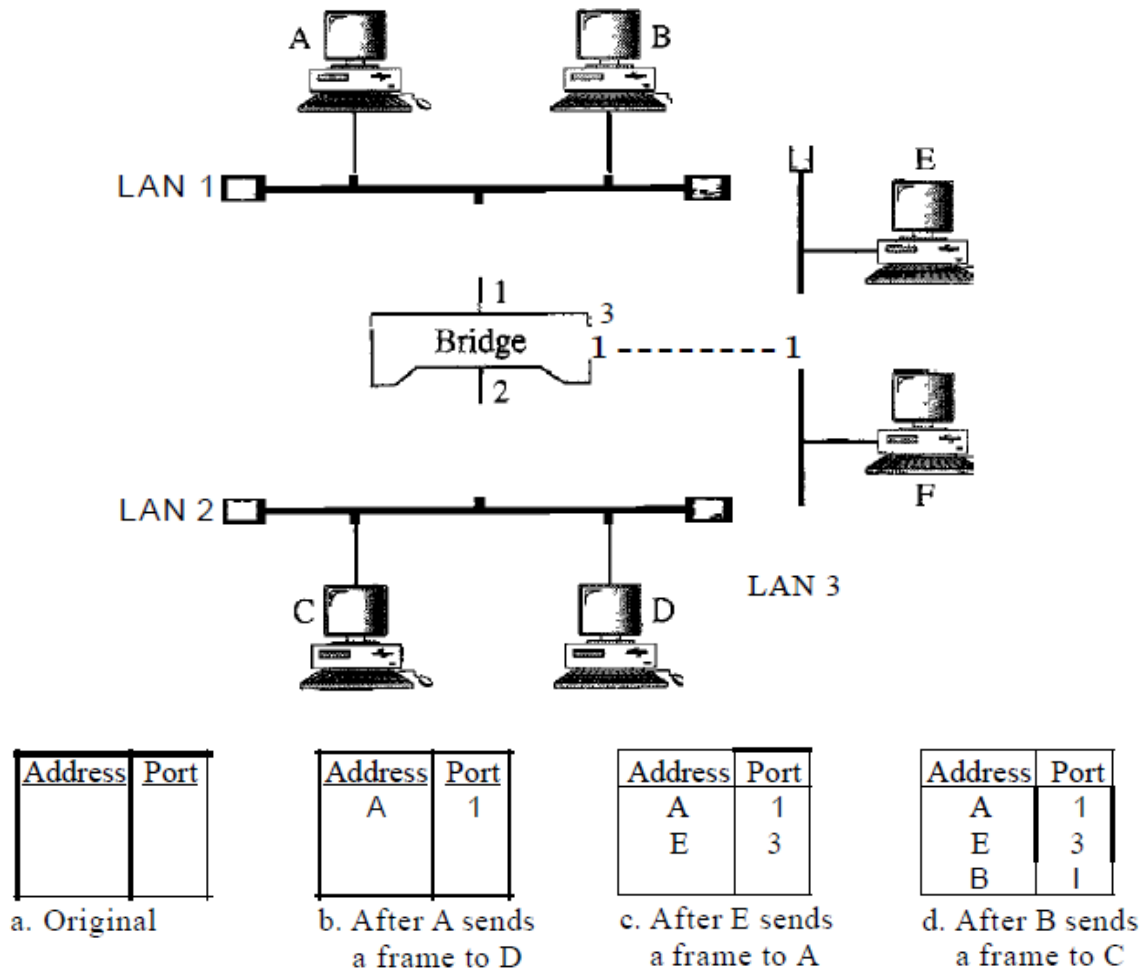 A
B
E
LAN 1
1
3
Bridge
1 - - - - - - - - 1
2
F
LAN 2
LAN 3
C
D
Address Port
Address Port
A 1
Address Port
A 1
E 3
Address Port
A 1
E 3
B I
a. Original
b. After A sends
a frame to D
c. After E sends
a frame to A
d. After B sends
a frame to C